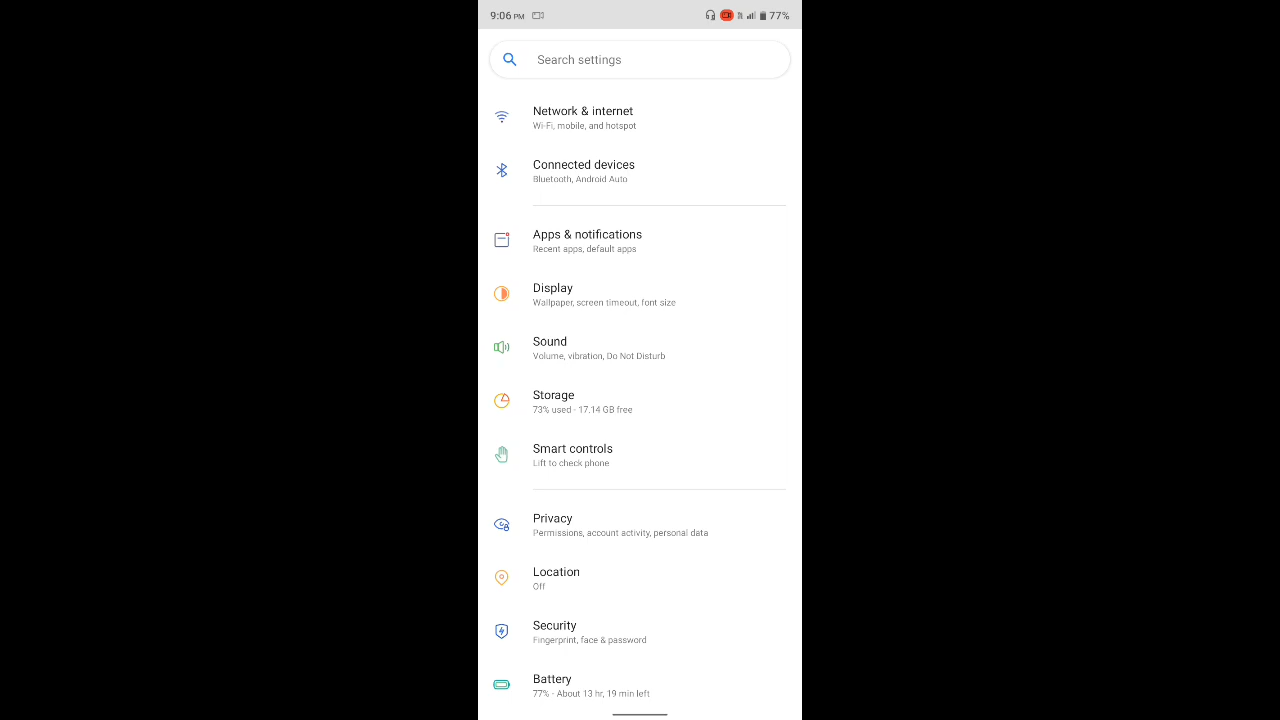 9:06 PM 77%
Search settings
Network & internet
Wi-Fi, mobile, and hotspot
Connected devices
Bluetooth, Android Auto
Apps & notifications
Recent apps, default apps
Display
Wallpaper, screen timeout, font size
Sound
Volume, vibration, Do Not Disturb
Storage
73% used - 17.14 GB free
Smart controls
Lift to check phone
Privacy
Permissions, account activity, personal data
Location
Off
Security
Fingerprint, face & password
Battery
77% - About 13 hr, 19 min left